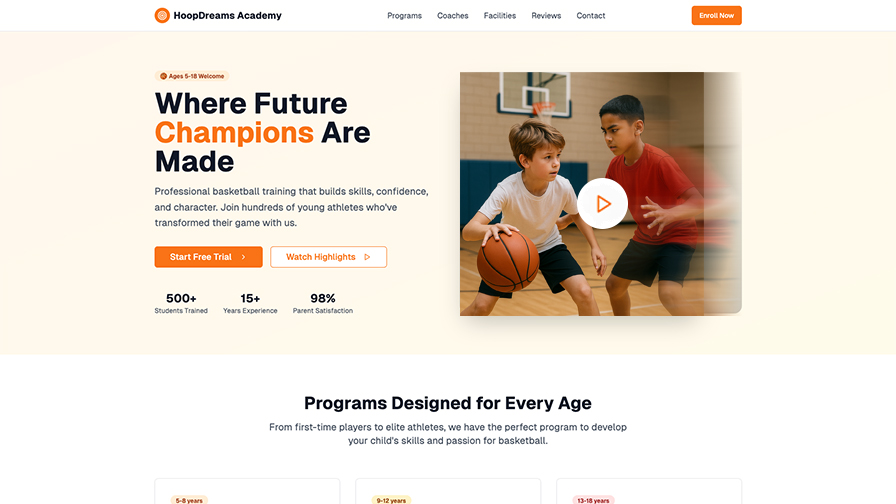 HoopDreams Academy
Programs
Coaches
Facilities
Reviews
Contact
Enroll Now
Ages 5-18 Welcome
Where Future
Champions Are
Made
Professional basketball training that builds skills, confidence,
and character. Join hundreds of young athletes who've
transformed their game with us.
Start Free Trial
Watch Highlights
500+
Students Trained
15+
Years Experience
98%
Parent Satisfaction
Programs Designed for Every Age
From first-time players to elite athletes, we have the perfect program to develop
your child's skills and passion for basketball.
5-8 years
9-12 years
13-18 years